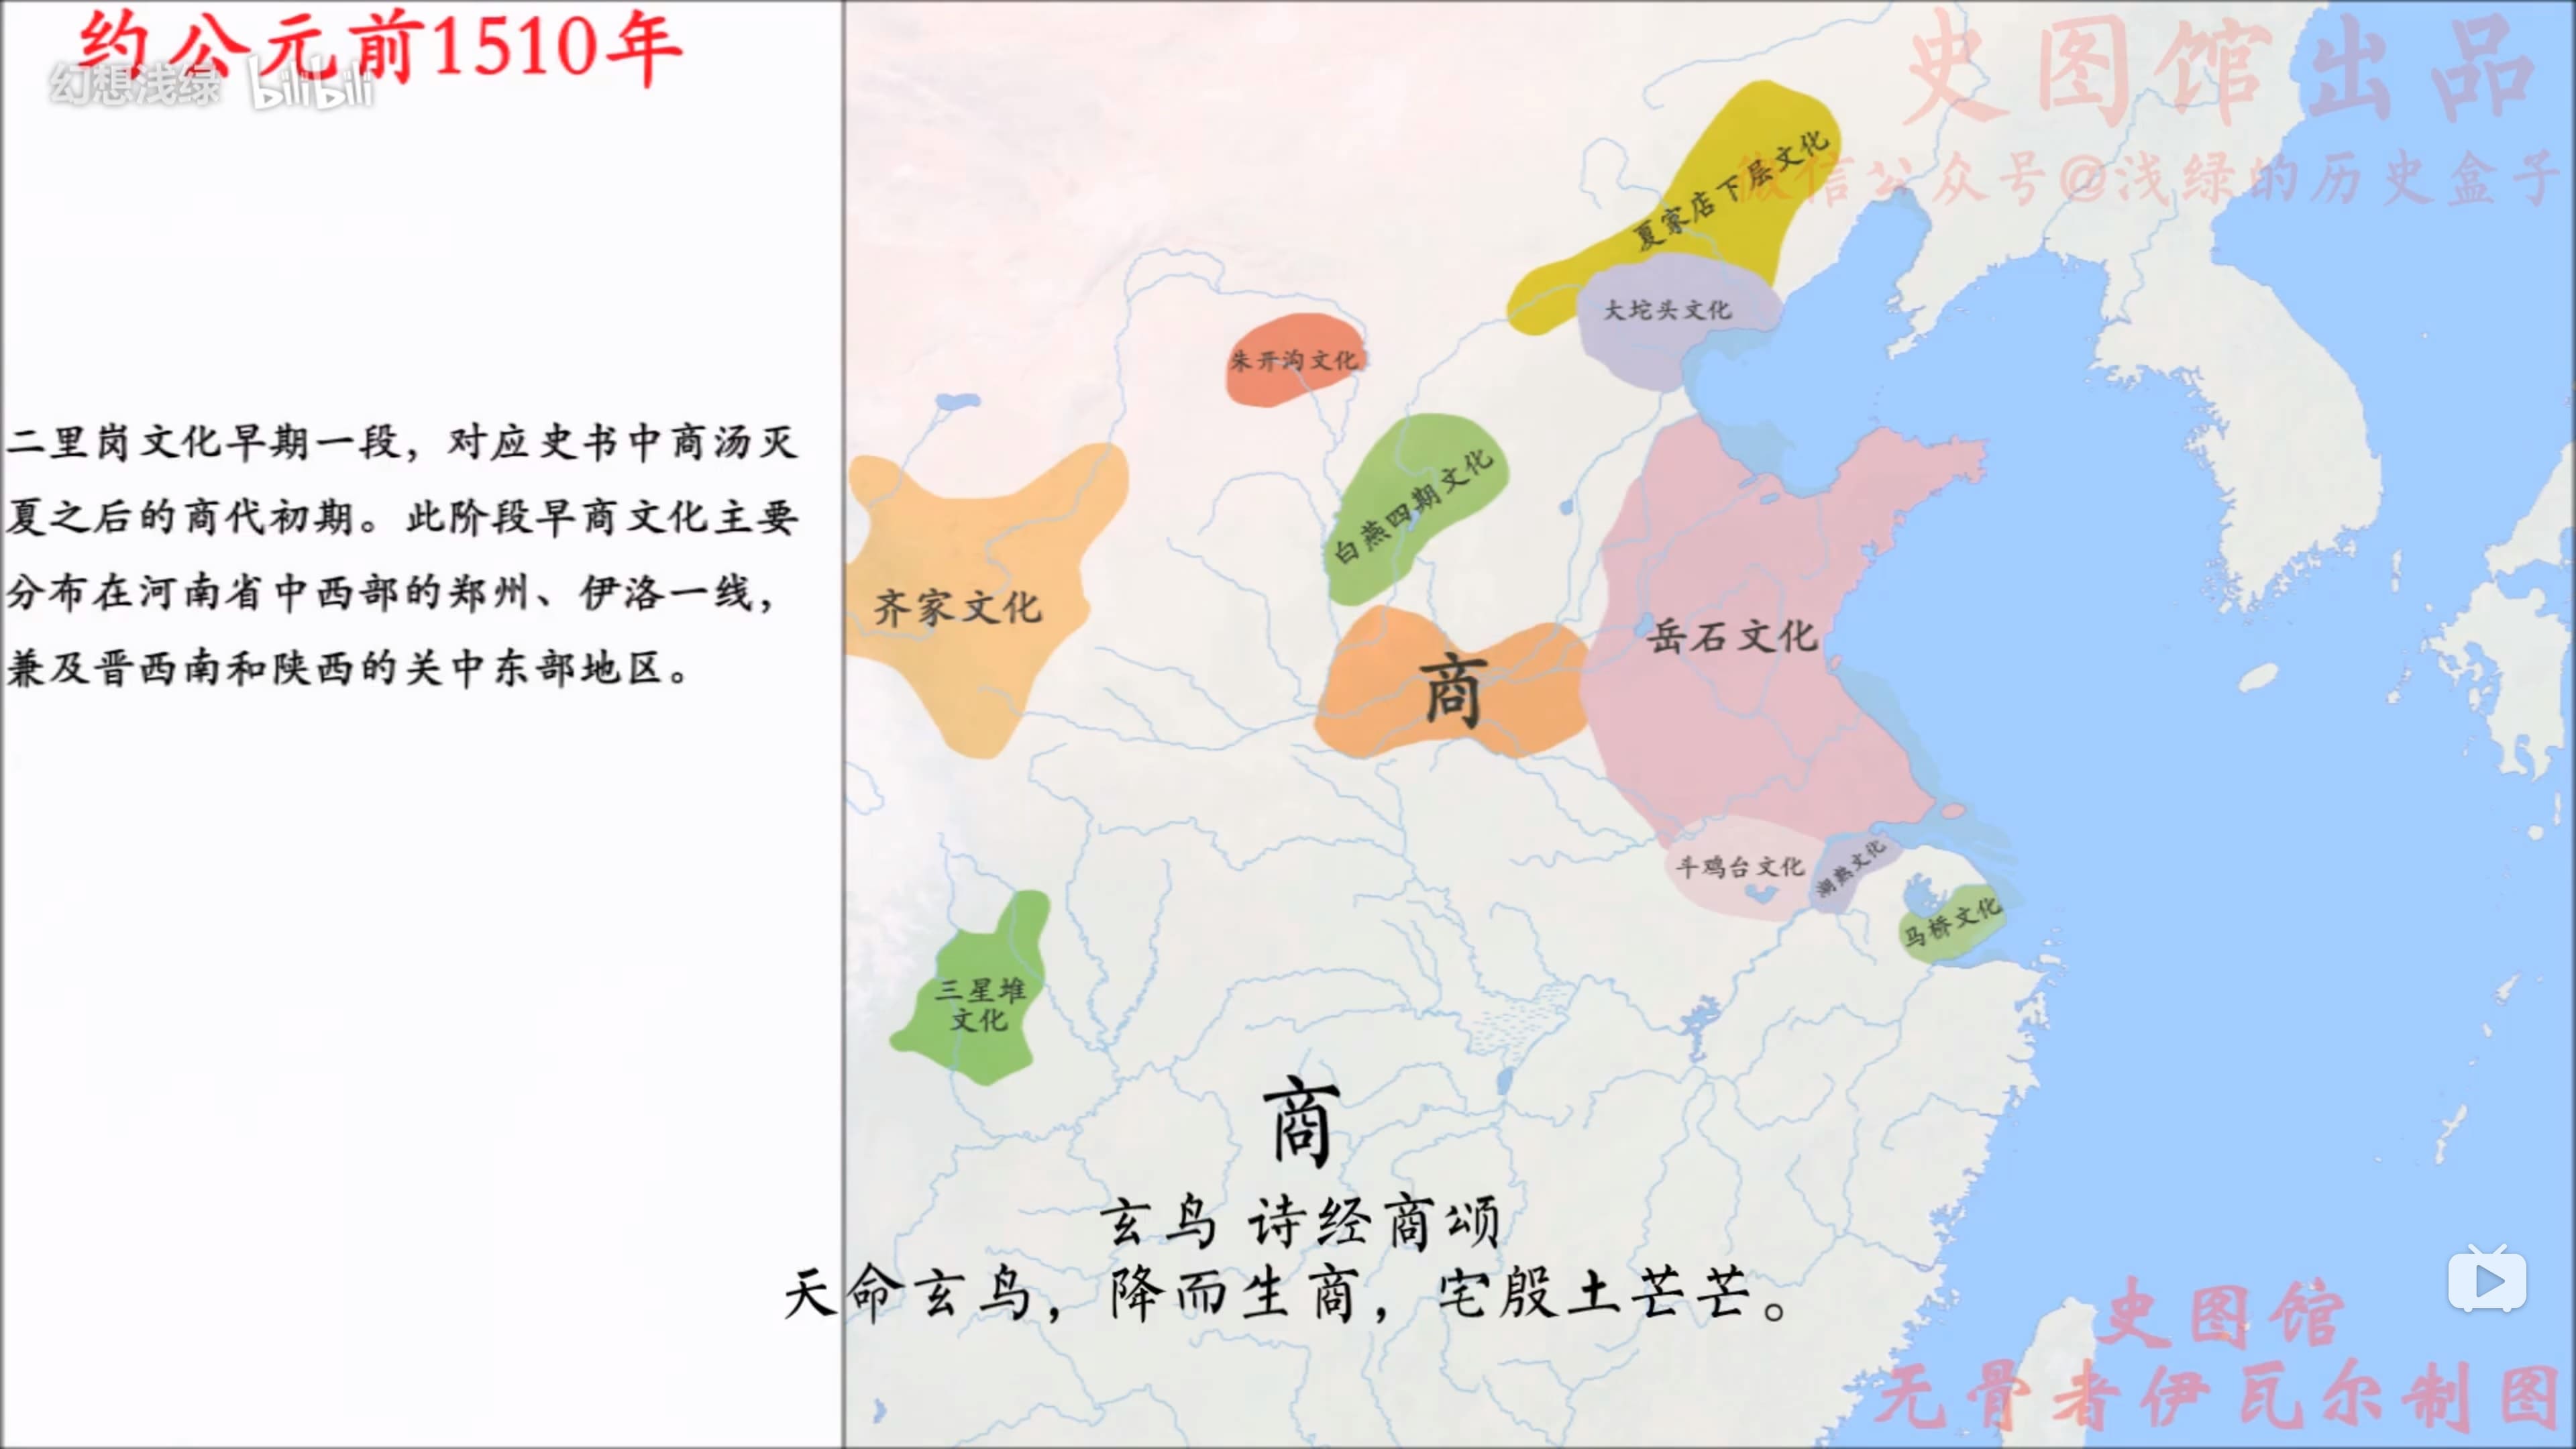 约公元前1510年
幻想浅绿 bilibili
二里岗文化早期一段，对应史书中商汤灭
夏之后的商代初期。此阶段早商文化主要
分布在河南省中西部的郑州、伊洛一线，
兼及晋西南和陕西的关中东部地区。
史图馆出品
微信公众号@浅绿的历史盒子
夏家店下层文化
大坨头文化
朱开沟文化
白燕四期文化
齐家文化
岳石文化
商
斗鸡台文化
湖熟文化
马桥文化
三星堆
文化
商
玄鸟 诗经商颂
天命玄鸟，降而生商，宅殷土芒芒。
史图馆
无骨者伊瓦尔制图